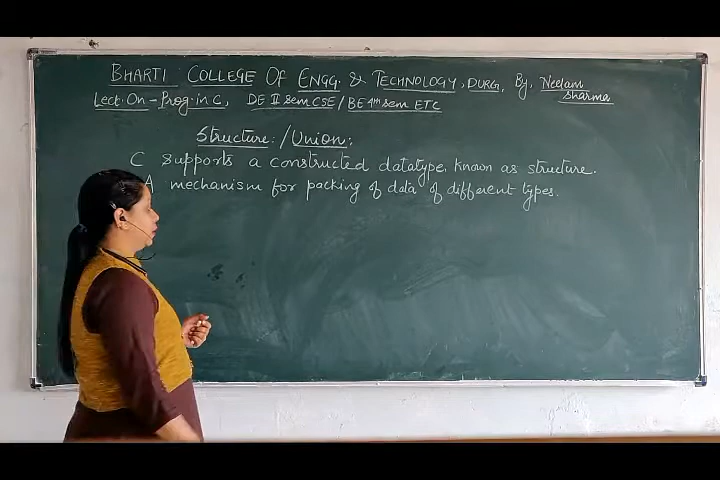 BHARTI COLLEGE OF ENGG. & TECHNOLOGY, DURG, By, Neelam Sharma
Lect. On - Prog. in C, DE II sem CSE / BE 4th sem ETC
Structure: / Union:
C supports a constructed datatype, known as structure.
A mechanism for packing of data of different types.